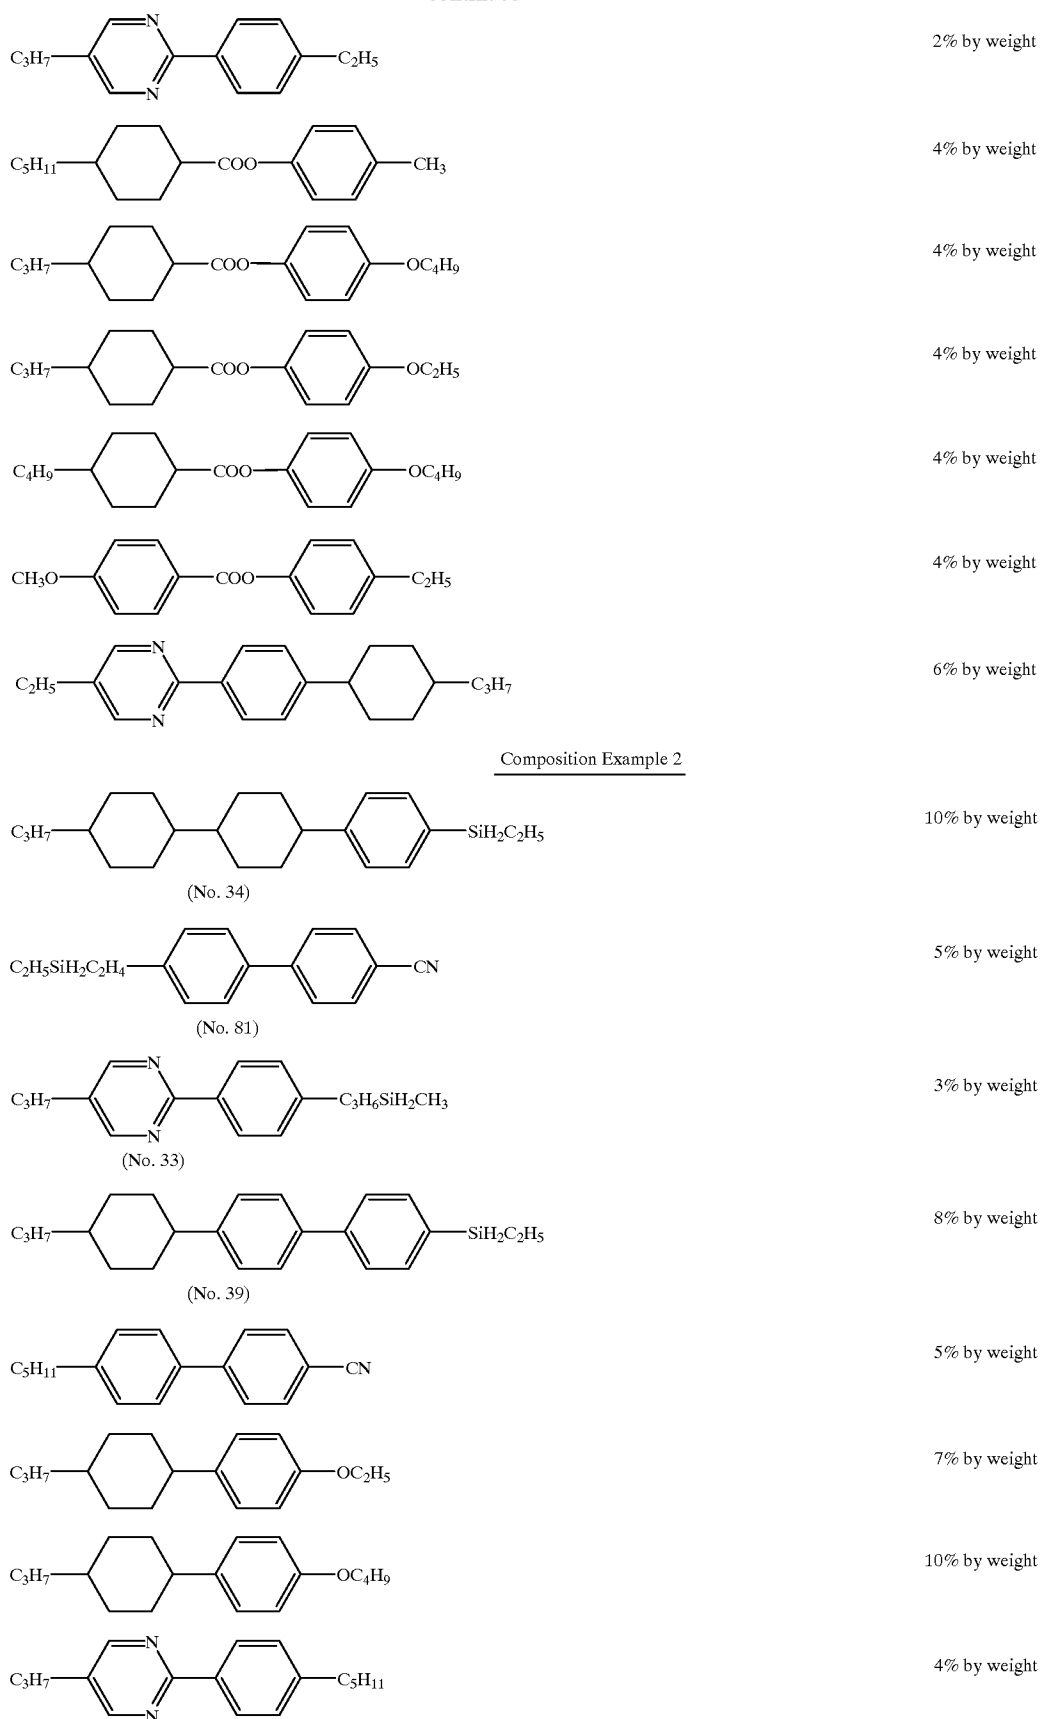 C3H7 N N C2H5 2% by weight
C5H11 COO CH3 4% by weight
C3H7 COO OC4H9 4% by weight
C3H7 COO OC2H5 4% by weight
C4H9 COO OC4H9 4% by weight
CH3O COO C2H5 4% by weight
C2H5 N N C3H7 6% by weight
Composition Example 2
C3H7 SiH2C2H5 10% by weight
(No. 34)
C2H5SiH2C2H4 CN 5% by weight
(No. 81)
C3H7 N N C3H6SiH2CH3 3% by weight
(No. 33)
C3H7 SiH2C2H5 8% by weight
(No. 39)
C5H11 CN 5% by weight
C3H7 OC2H5 7% by weight
C3H7 OC4H9 10% by weight
C3H7 N N C5H11 4% by weight